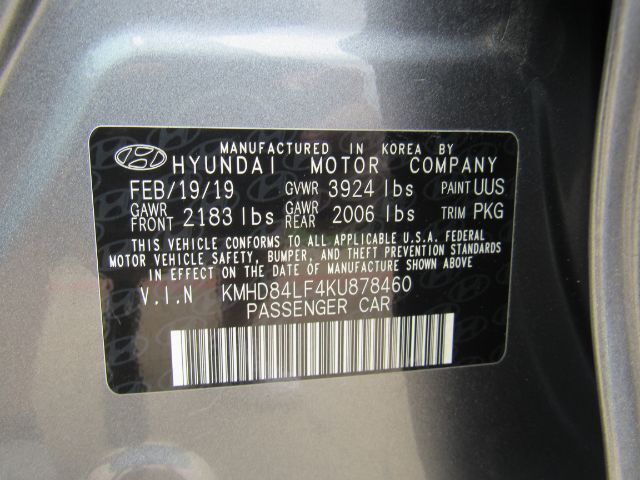 MANUFACTURED IN KOREA BY
HYUNDAI MOTOR COMPANY
FEB/19/19 GVWR 3924 lbs PAINT UUS
GAWR FRONT 2183 lbs GAWR REAR 2006 lbs TRIM PKG
THIS VEHICLE CONFORMS TO ALL APPLICABLE U.S.A. FEDERAL
MOTOR VEHICLE SAFETY, BUMPER, AND THEFT PREVENTION STANDARDS
IN EFFECT ON THE DATE OF MANUFACTURE SHOWN ABOVE.
V.I.N KMHD84LF4KU878460
PASSENGER CAR